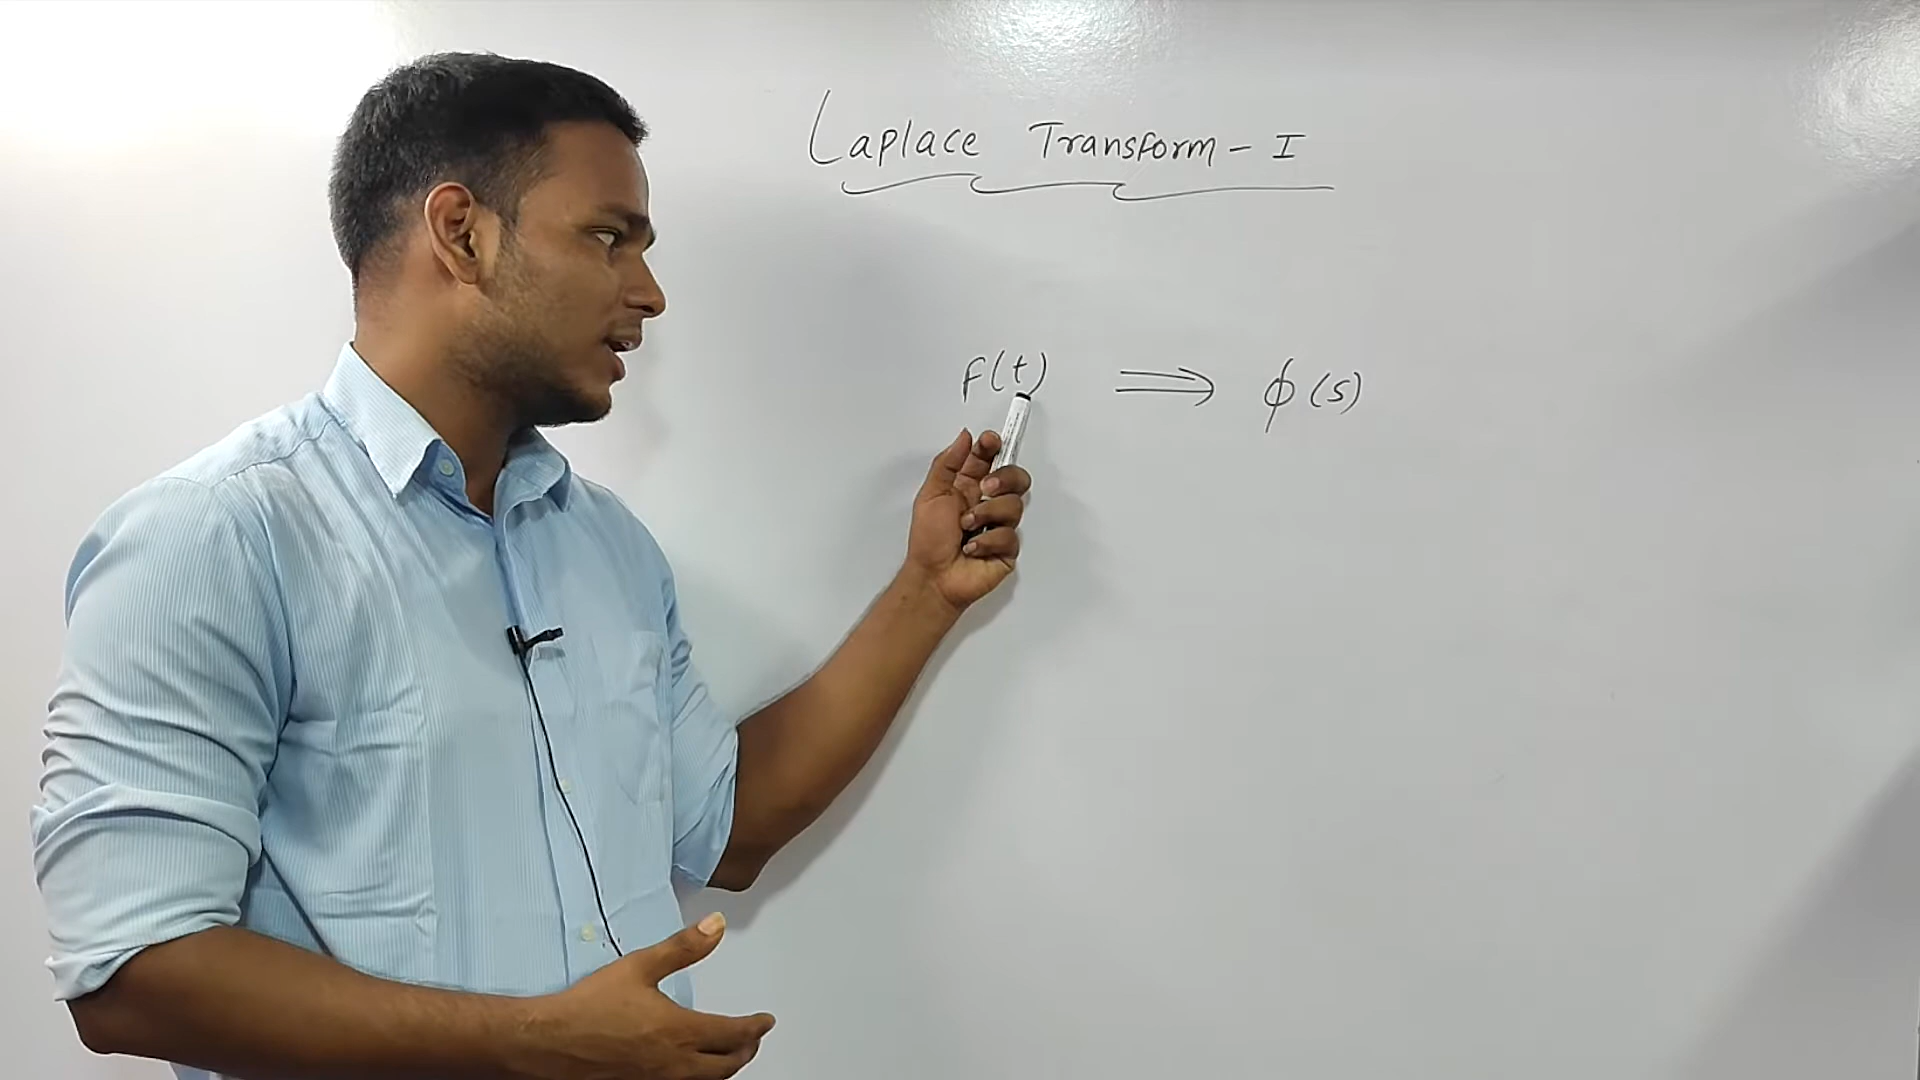 Laplace Transform - I
F(t) ⇒ ϕ(s)